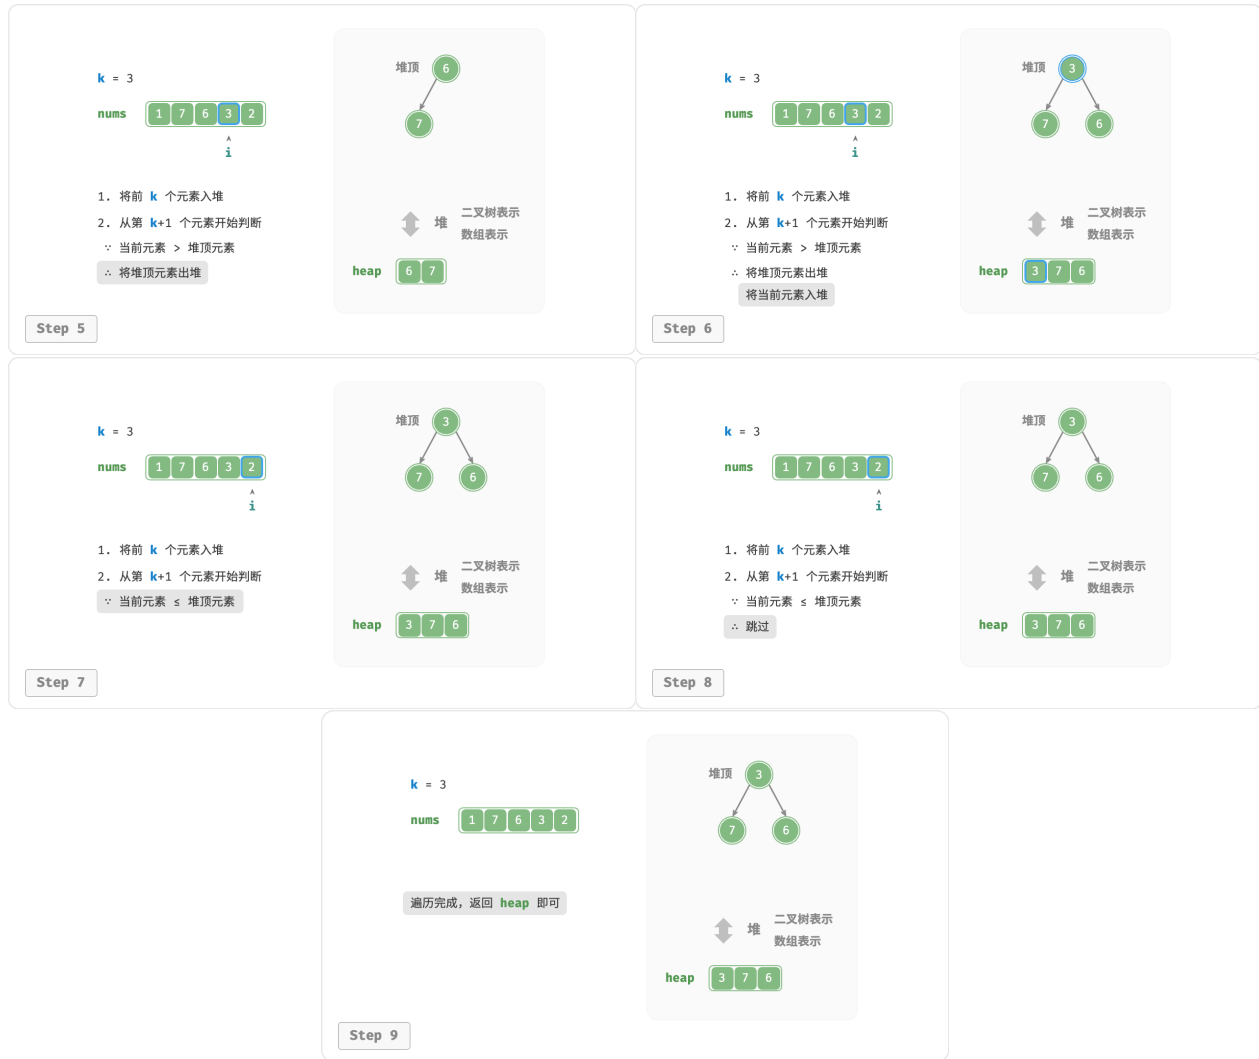 k = 3
nums 1 7 6 3 2
i
1. 将前 k 个元素入堆
2. 从第 k+1 个元素开始判断
∵ 当前元素 > 堆顶元素
∴ 将堆顶元素出堆
堆顶 6
7
堆 二叉树表示
数组表示
heap 6 7
Step 5
k = 3
nums 1 7 6 3 2
i
1. 将前 k 个元素入堆
2. 从第 k+1 个元素开始判断
∵ 当前元素 > 堆顶元素
∴ 将堆顶元素出堆
将当前元素入堆
堆顶 3
7 6
堆 二叉树表示
数组表示
heap 3 7 6
Step 6
k = 3
nums 1 7 6 3 2
i
1. 将前 k 个元素入堆
2. 从第 k+1 个元素开始判断
∵ 当前元素 ≤ 堆顶元素
堆顶 3
7 6
堆 二叉树表示
数组表示
heap 3 7 6
Step 7
k = 3
nums 1 7 6 3 2
i
1. 将前 k 个元素入堆
2. 从第 k+1 个元素开始判断
∵ 当前元素 ≤ 堆顶元素
∴ 跳过
堆顶 3
7 6
堆 二叉树表示
数组表示
heap 3 7 6
Step 8
k = 3
nums 1 7 6 3 2
遍历完成，返回 heap 即可
堆顶 3
7 6
堆 二叉树表示
数组表示
heap 3 7 6
Step 9